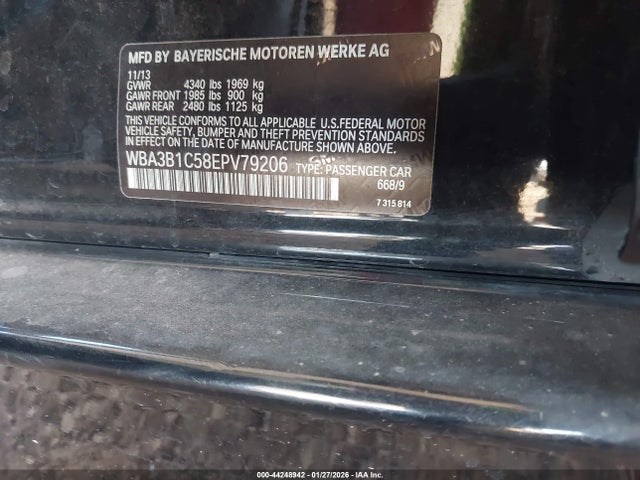 MFD BY BAYERISCHE MOTOREN WERKE AG
11/13
GVWR 4340 lbs 1969 kg
GAWR FRONT 1985 lbs 900 kg
GAWR REAR 2480 lbs 1125 kg
THIS VEHICLE CONFORMS TO ALL APPLICABLE U.S.FEDERAL MOTOR
VEHICLE SAFETY, BUMPER AND THEFT PREVENTION STANDARDS
IN EFFECT ON THE DATE OF MANUFACTURE SHOWN ABOVE.
WBA3B1C58EPV79206
TYPE: PASSENGER CAR
668/9
7 315 814
000-44248942 - 01/27/2026 - IAA Holdings, LLC